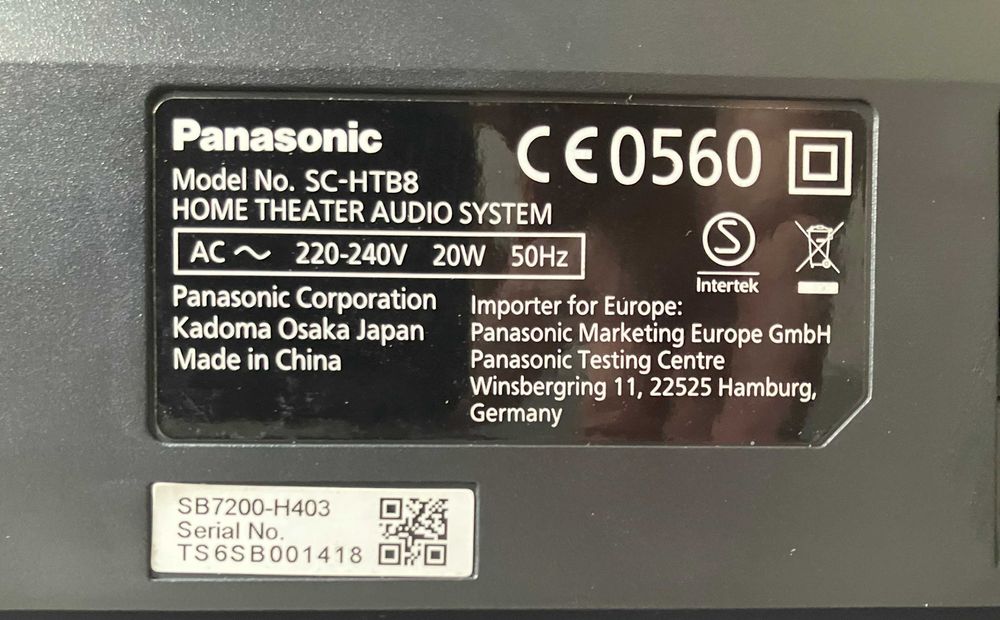 Panasonic
Model No. SC-HTB8
HOME THEATER AUDIO SYSTEM
AC ～ 220-240V 20W 50Hz
Panasonic Corporation
Kadoma Osaka Japan
Made in China
CE0560
S
Intertek
Importer for Europe:
Panasonic Marketing Europe GmbH
Panasonic Testing Centre
Winsbergring 11, 22525 Hamburg,
Germany
SB7200-H403
Serial No.
TS6SB001418